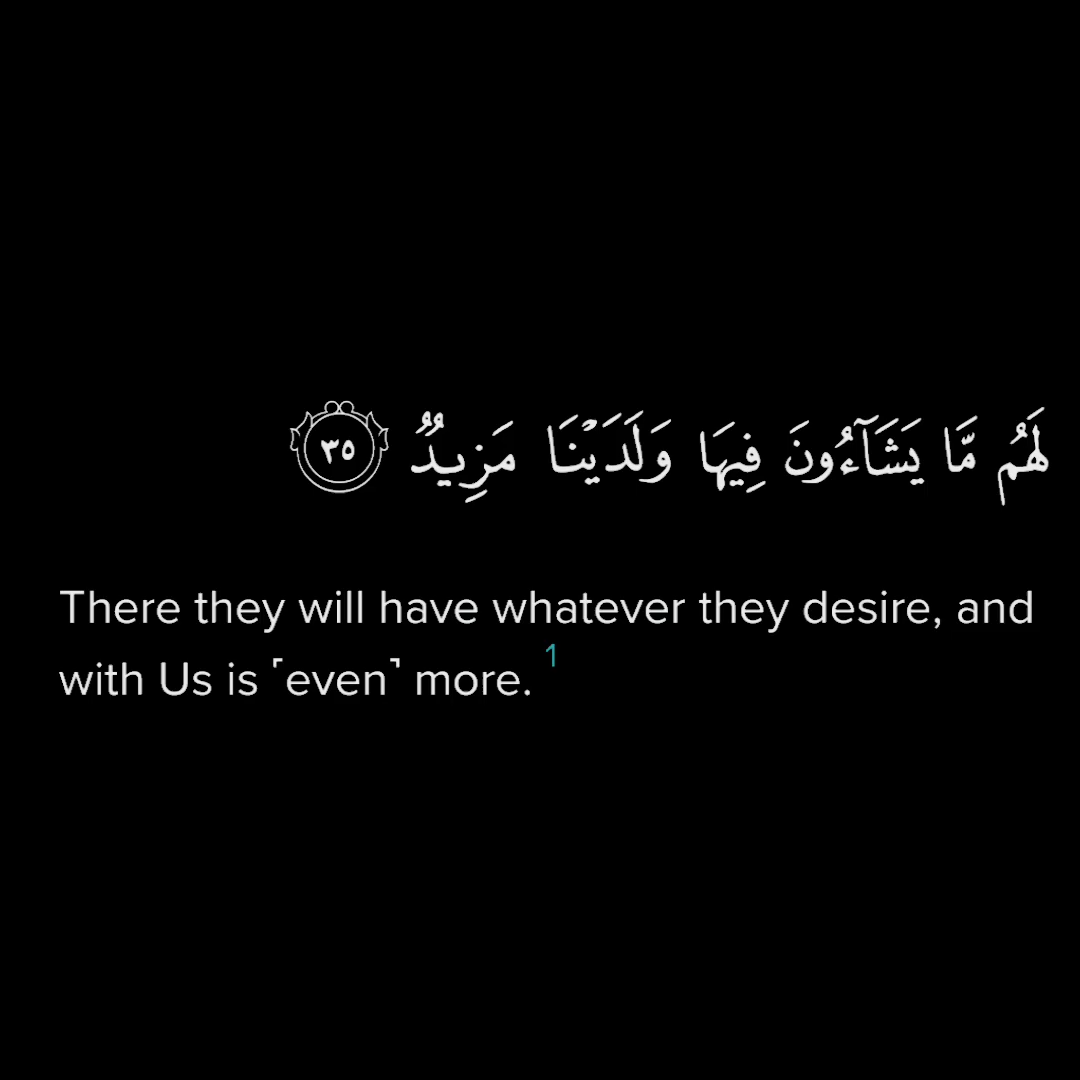 لَهُم مَّا يَشَآءُونَ فِيهَا وَلَدَيْنَا مَزِيدٌ ٣٥
There they will have whatever they desire, and
with Us is ˹even˺ more. 1